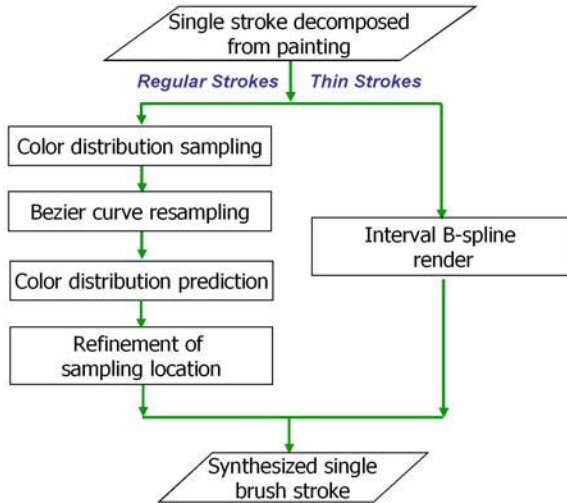 Single stroke decomposed
from painting
Regular Strokes
Thin Strokes
Color distribution sampling
Bezier curve resampling
Color distribution prediction
Refinement of
sampling location
Interval B-spline
render
Synthesized single
brush stroke